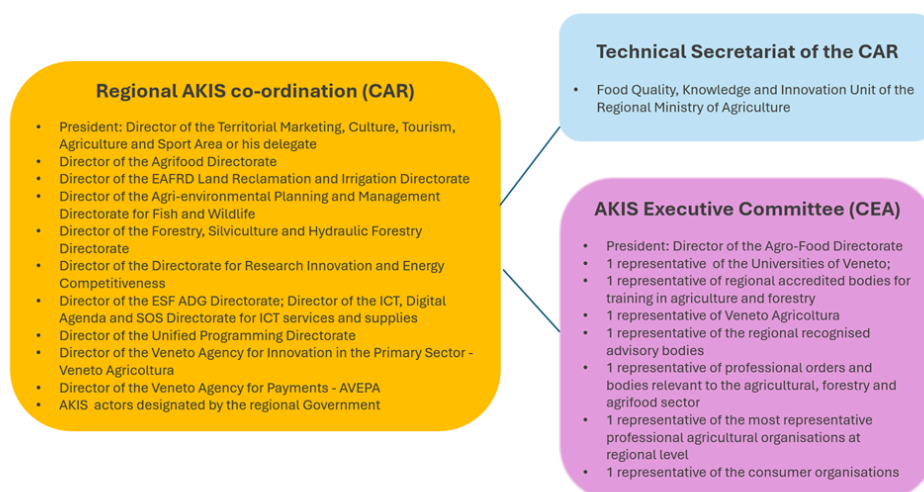 Regional AKIS co-ordination (CAR)
• President: Director of the Territorial Marketing, Culture, Tourism,
Agriculture and Sport Area or his delegate
• Director of the Agrifood Directorate
• Director of the EAFRD Land Reclamation and Irrigation Directorate
• Director of the Agri-environmental Planning and Management
Directorate for Fish and Wildlife
• Director of the Forestry, Silviculture and Hydraulic Forestry
Directorate
• Director of the Directorate for Research Innovation and Energy
Competitiveness
• Director of the ESF ADG Directorate; Director of the ICT, Digital
Agenda and SOS Directorate for ICT services and supplies
• Director of the Unified Programming Directorate
• Director of the Veneto Agency for Innovation in the Primary Sector -
Veneto Agricoltura
• Director of the Veneto Agency for Payments - AVEPA
• AKIS actors designated by the regional Government
Technical Secretariat of the CAR
• Food Quality, Knowledge and Innovation Unit of the
Regional Ministry of Agriculture
AKIS Executive Committee (CEA)
• President: Director of the Agro-Food Directorate
• 1 representative of the Universities of Veneto;
• 1 representative of regional accredited bodies for
training in agriculture and forestry
• 1 representative of Veneto Agricoltura
• 1 representative of the regional recognised
advisory bodies
• 1 representative of professional orders and
bodies relevant to the agricultural, forestry and
agrifood sector
• 1 representative of the most representative
professional agricultural organisations at
regional level
• 1 representative of the consumer organisations